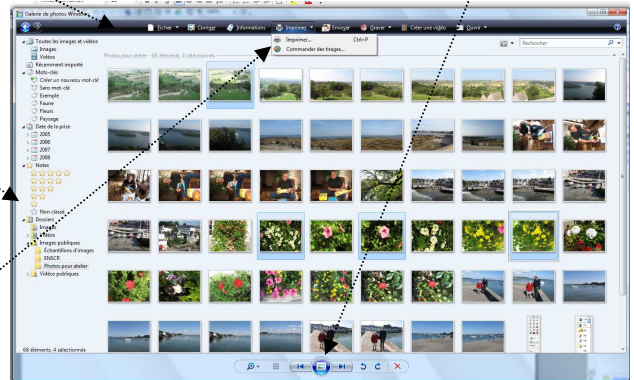 Galerie de photos Windows
Fichier
Corriger
Informations
Imprimer
Envoyer
Graver
Créer une vidéo
Ouvrir
Imprimer... Ctrl+P
Commander des tirages...
Rechercher
Photos pour atelier - 68 éléments, 4 sélectionnés
Toutes les images et vidéos
Images
Vidéos
Récemment importé
Mots-clés
Créer un nouveau mot-clé
Sans mot-clé
Exemple
Faune
Fleurs
Paysage
Date de la prise
2005
2006
2007
2008
Notes
Non classé
Dossiers
Images
Vidéos
Images publiques
Échantillons d'images
ENSCR
Photos pour atelier
Vidéos publiques
68 éléments, 4 sélectionnés